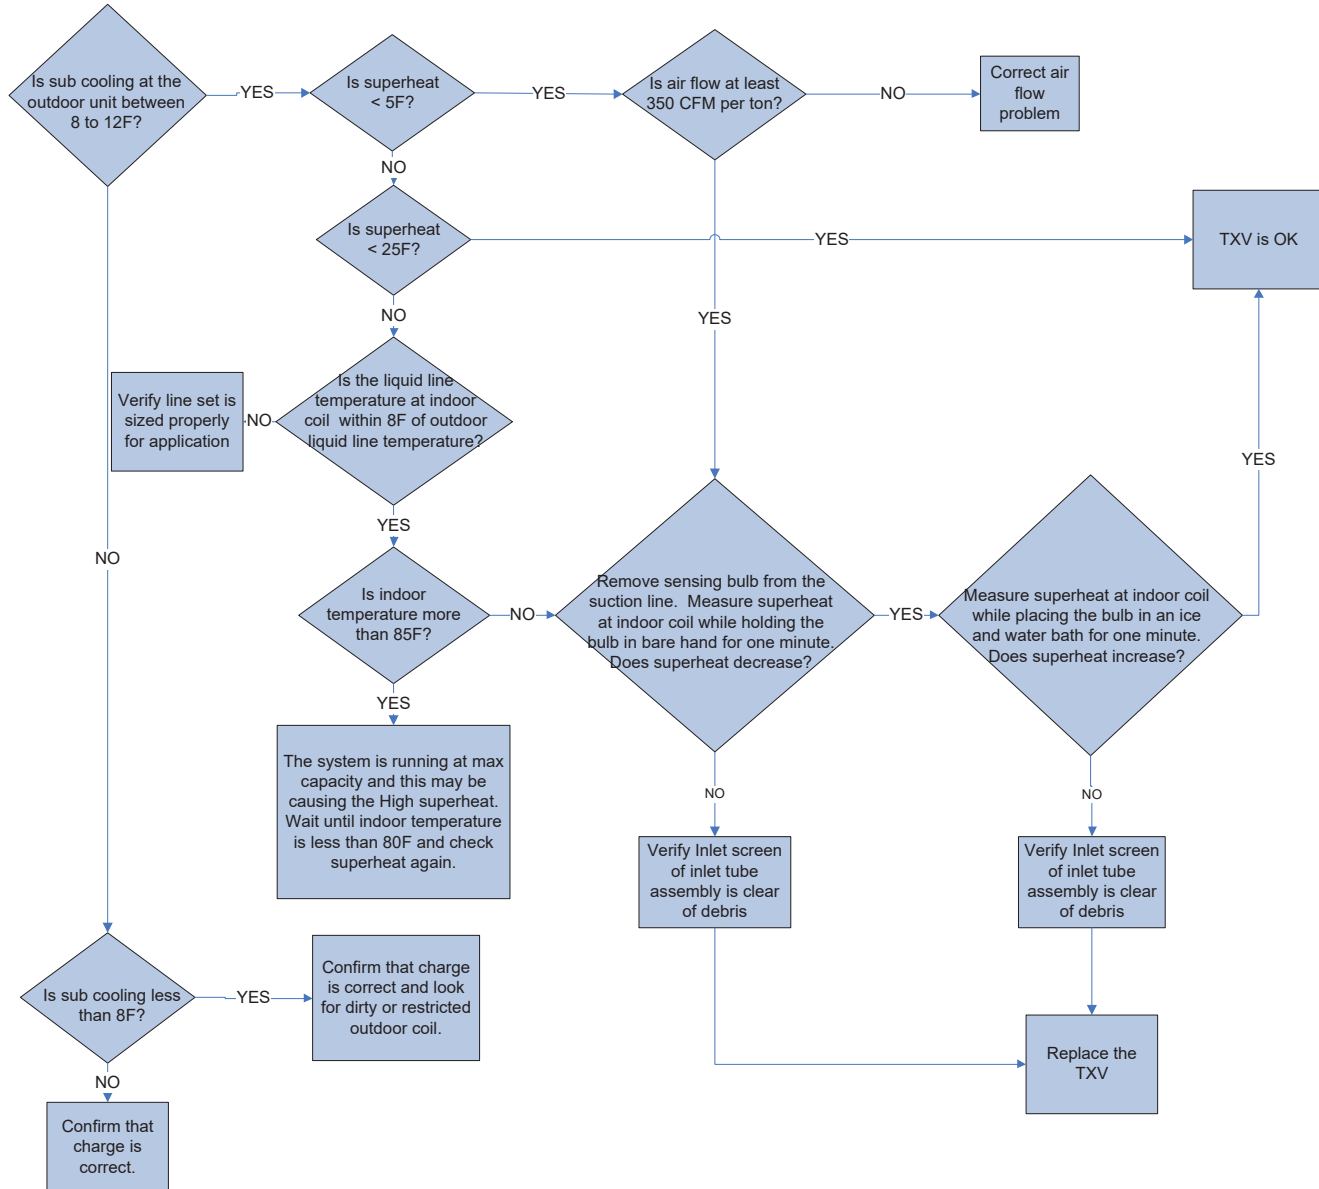 Is sub cooling at the
outdoor unit between
8 to 12F?
YES
Is superheat
< 5F?
YES
Is air flow at least
350 CFM per ton?
NO
Correct air
flow
problem
NO
Is superheat
< 25F?
YES
TXV is OK
NO
YES
Is the liquid line
temperature at indoor
coil within 8F of outdoor
liquid line temperature?
NO
Verify line set is
sized properly
for application
YES
YES
NO
Is indoor
temperature more
than 85F?
NO
Remove sensing bulb from the
suction line. Measure superheat
at indoor coil while holding the
bulb in bare hand for one minute.
Does superheat decrease?
YES
Measure superheat at indoor coil
while placing the bulb in an ice
and water bath for one minute.
Does superheat increase?
YES
The system is running at max
capacity and this may be
causing the High superheat.
Wait until indoor temperature
is less than 80F and check
superheat again.
NO
NO
Verify Inlet screen
of inlet tube
assembly is clear
of debris
Verify Inlet screen
of inlet tube
assembly is clear
of debris
Is sub cooling less
than 8F?
YES
Confirm that charge
is correct and look
for dirty or restricted
outdoor coil.
Replace the
TXV
NO
Confirm that
charge is
correct.